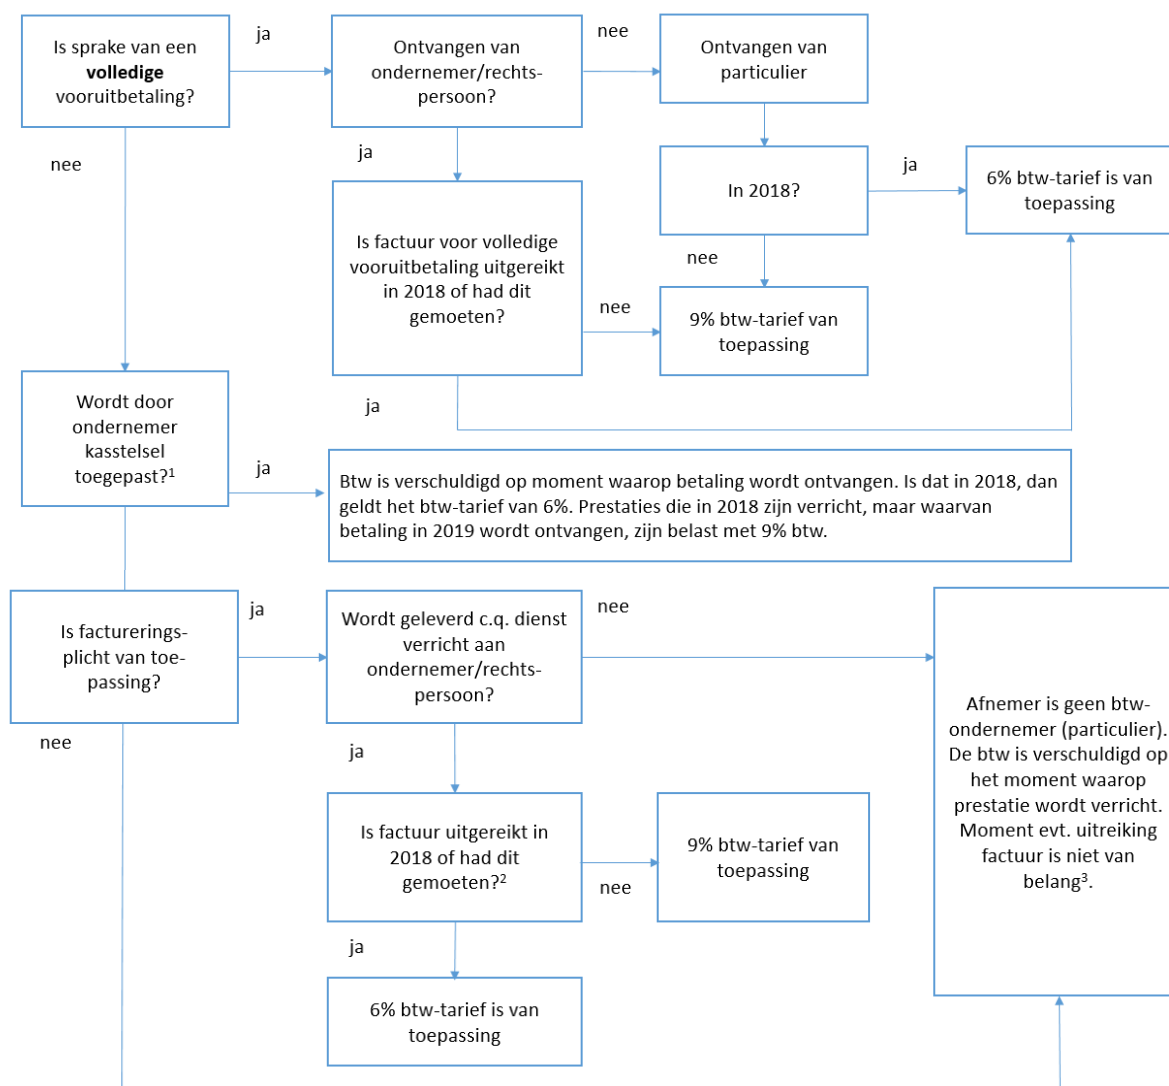 Is sprake van een
volledige
vooruitbetaling?
ja
Ontvangen van
ondernemer/rechts-
persoon?
nee
Ontvangen van
particulier
nee
ja
In 2018?
ja
6% btw-tarief is van
toepassing
Is factuur voor volledige
vooruitbetaling uitgereikt
in 2018 of had dit
gemoeten?
nee
nee
9% btw-tarief van
toepassing
ja
Wordt door
ondernemer
kasstelsel
toegepast?¹
ja
Btw is verschuldigd op moment waarop betaling wordt ontvangen. Is dat in 2018, dan
geldt het btw-tarief van 6%. Prestaties die in 2018 zijn verricht, maar waarvan
betaling in 2019 wordt ontvangen, zijn belast met 9% btw.
Is facturerings-
plicht van toe-
passing?
ja
Wordt geleverd c.q. dienst
verricht aan
ondernemer/rechts-
persoon?
nee
Afnemer is geen btw-
ondernemer (particulier).
De btw is verschuldigd op
het moment waarop
prestatie wordt verricht.
Moment evt. uitreiking
factuur is niet van
belang³.
nee
ja
Is factuur uitgereikt in
2018 of had dit
gemoeten?²
nee
9% btw-tarief van
toepassing
ja
6% btw-tarief is van
toepassing